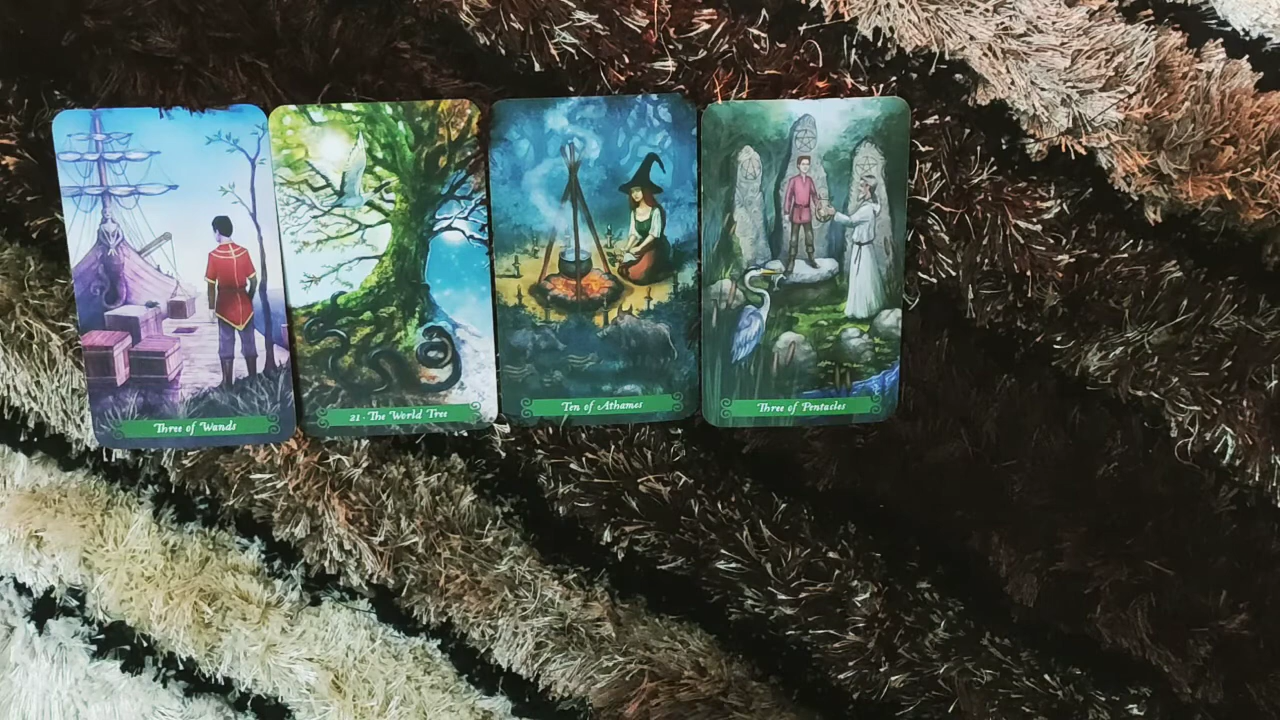 Three of Wands
21 · The World Tree
Ten of Athames
Three of Pentacles